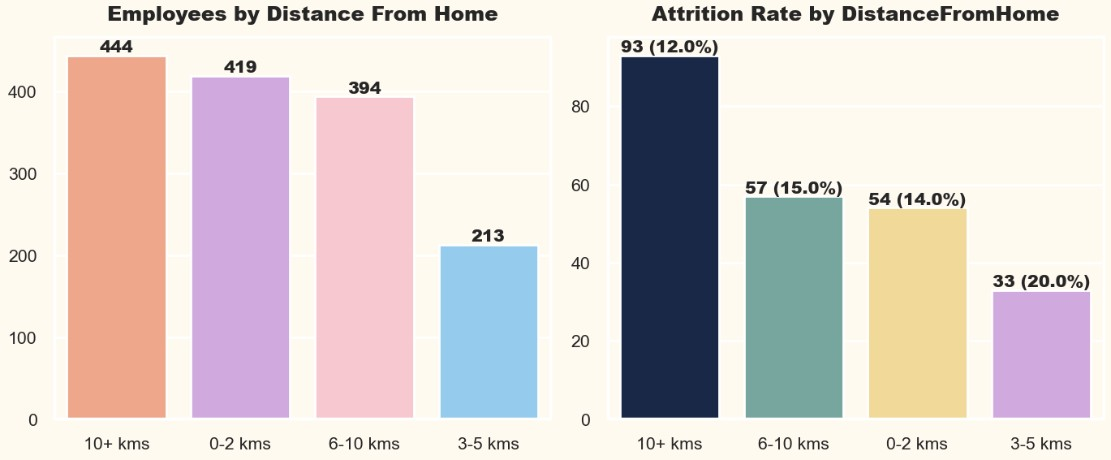 Employees by Distance From Home
444
419
394
213
400
300
200
100
0
10+ kms
0-2 kms
6-10 kms
3-5 kms
Attrition Rate by DistanceFromHome
93 (12.0%)
57 (15.0%)
54 (14.0%)
33 (20.0%)
80
60
40
20
0
10+ kms
6-10 kms
0-2 kms
3-5 kms